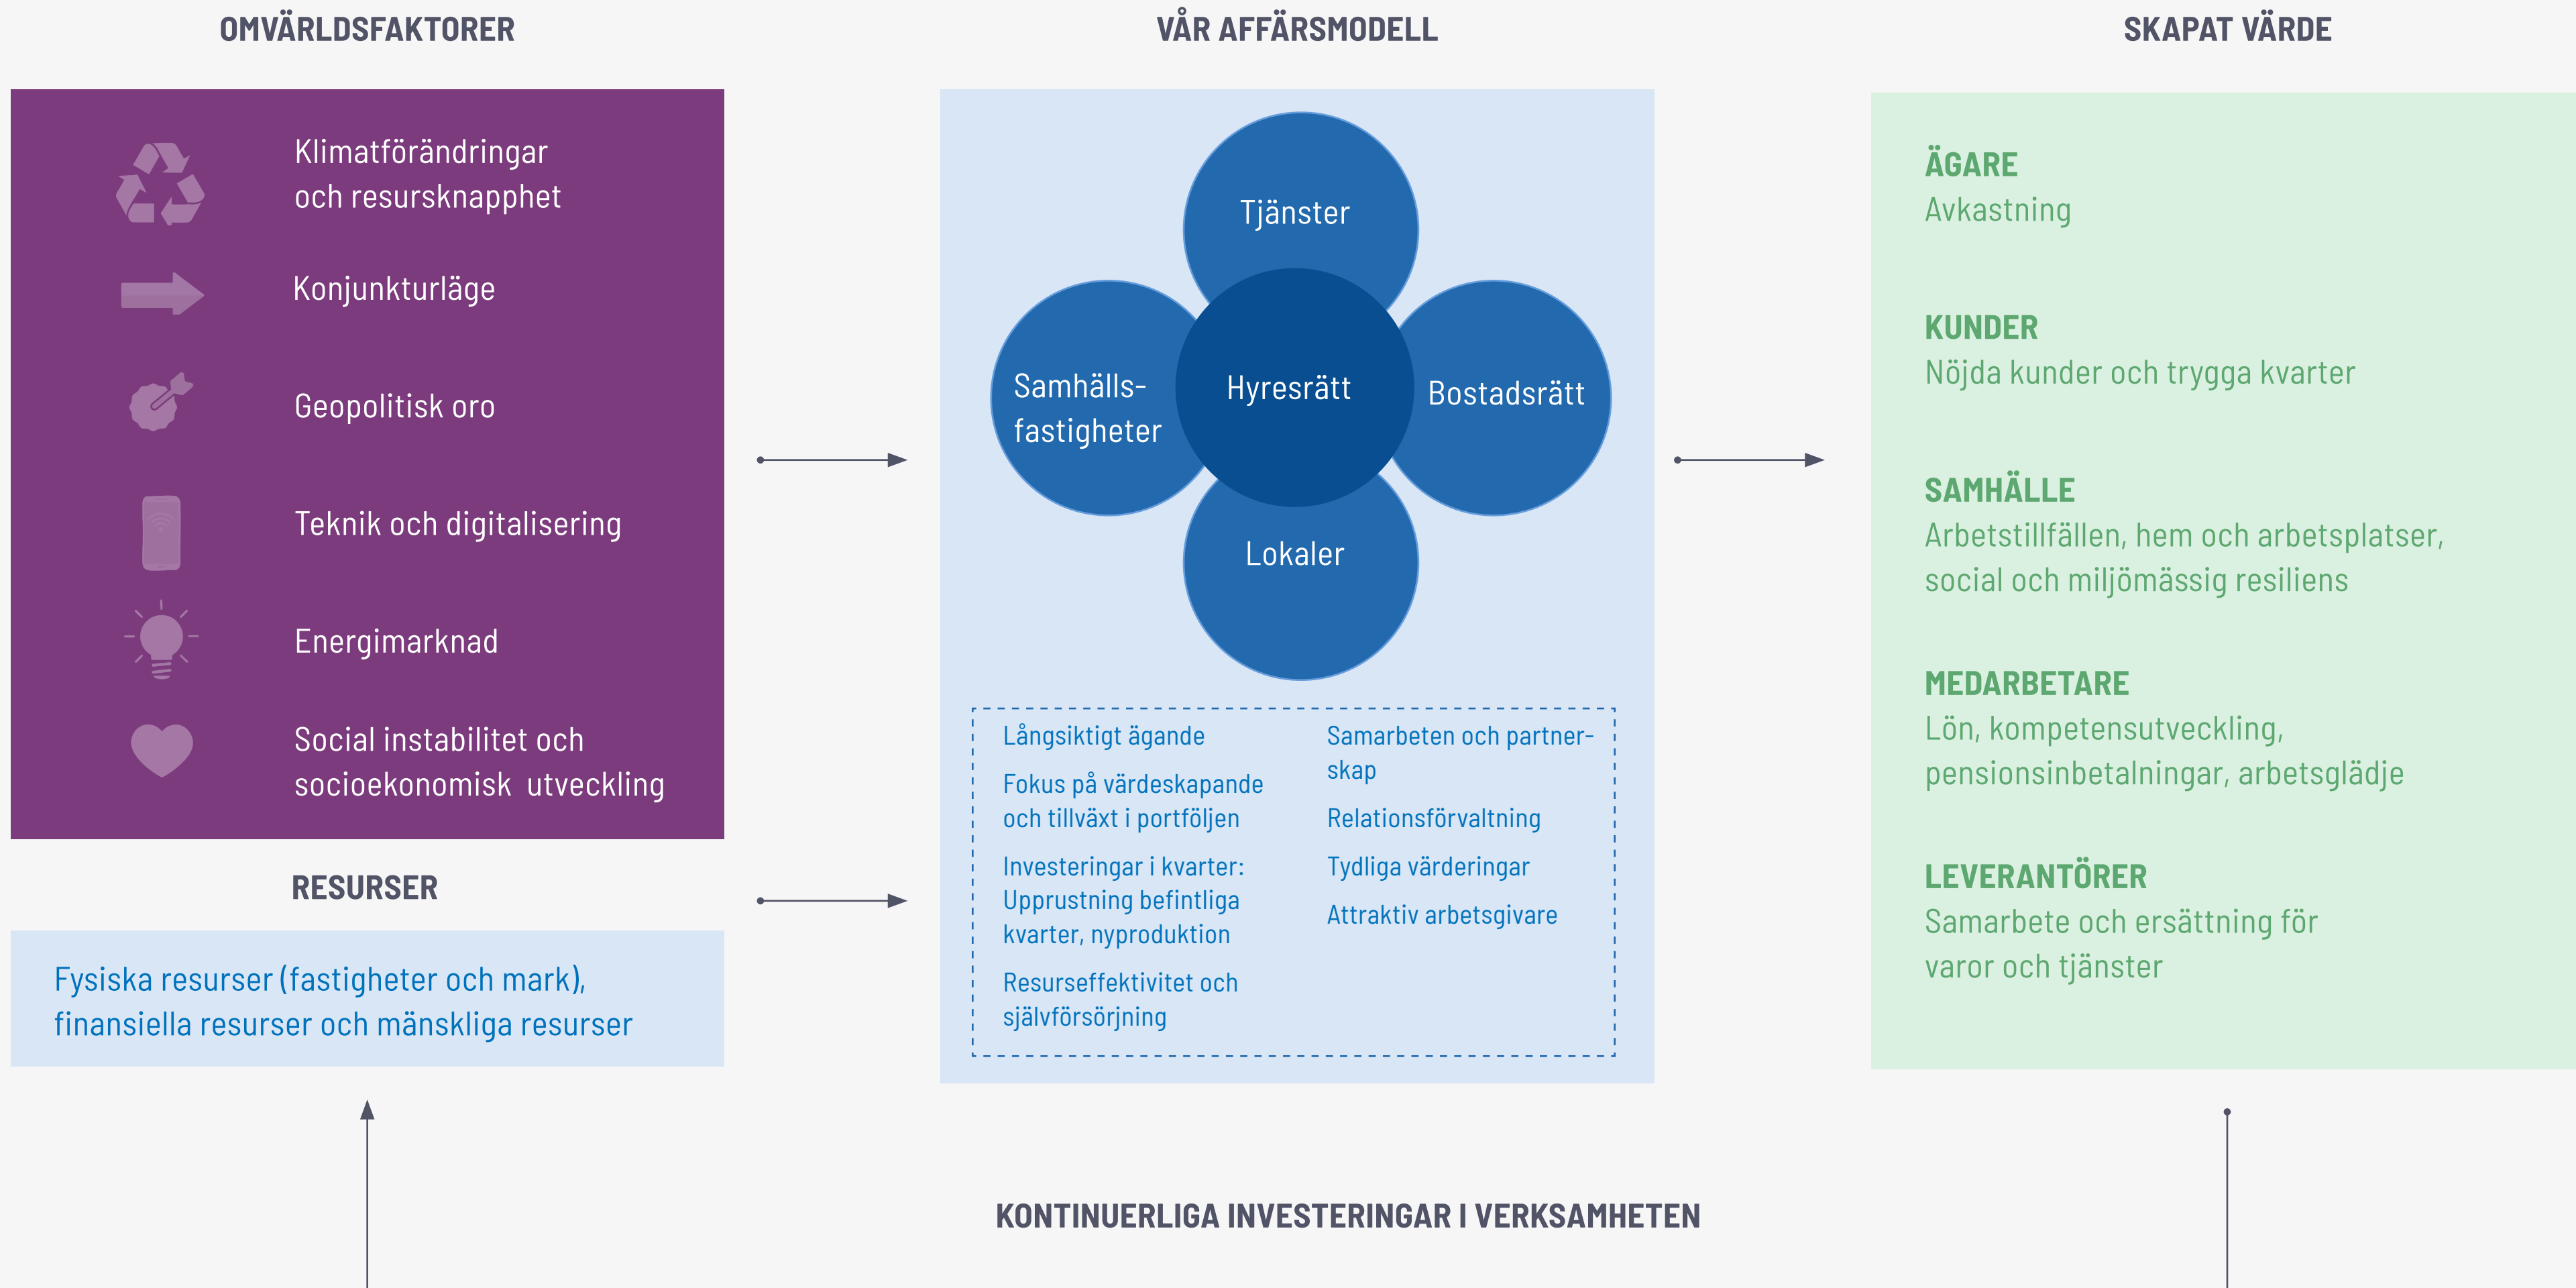 OMVÄRLDSFAKTORER
Klimatförändringar
och resursknapphet
Konjunkturläge
Geopolitisk oro
Teknik och digitalisering
Energimarknad
Social instabilitet och
socioekonomisk utveckling
RESURSER
Fysiska resurser (fastigheter och mark),
finansiella resurser och mänskliga resurser
VÅR AFFÄRSMODELL
Tjänster
Samhälls-
fastigheter
Hyresrätt
Bostadsrätt
Lokaler
Långsiktigt ägande
Fokus på värdeskapande
och tillväxt i portföljen
Investeringar i kvarter:
Upprustning befintliga
kvarter, nyproduktion
Resurseffektivitet och
självförsörjning
Samarbeten och partner-
skap
Relationsförvaltning
Tydliga värderingar
Attraktiv arbetsgivare
SKAPAT VÄRDE
ÄGARE
Avkastning
KUNDER
Nöjda kunder och trygga kvarter
SAMHÄLLE
Arbetstillfällen, hem och arbetsplatser,
social och miljömässig resiliens
MEDARBETARE
Lön, kompetensutveckling,
pensionsinbetalningar, arbetsglädje
LEVERANTÖRER
Samarbete och ersättning för
varor och tjänster
KONTINUERLIGA INVESTERINGAR I VERKSAMHETEN